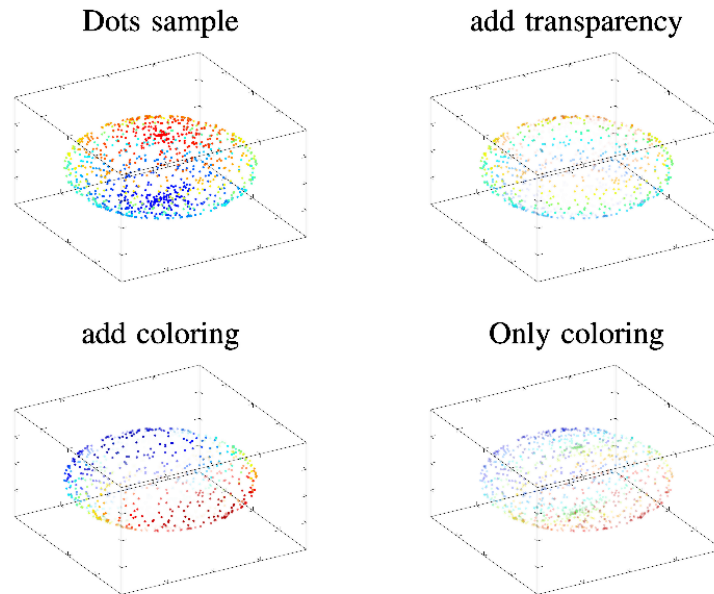 Dots sample
add transparency
add coloring
Only coloring